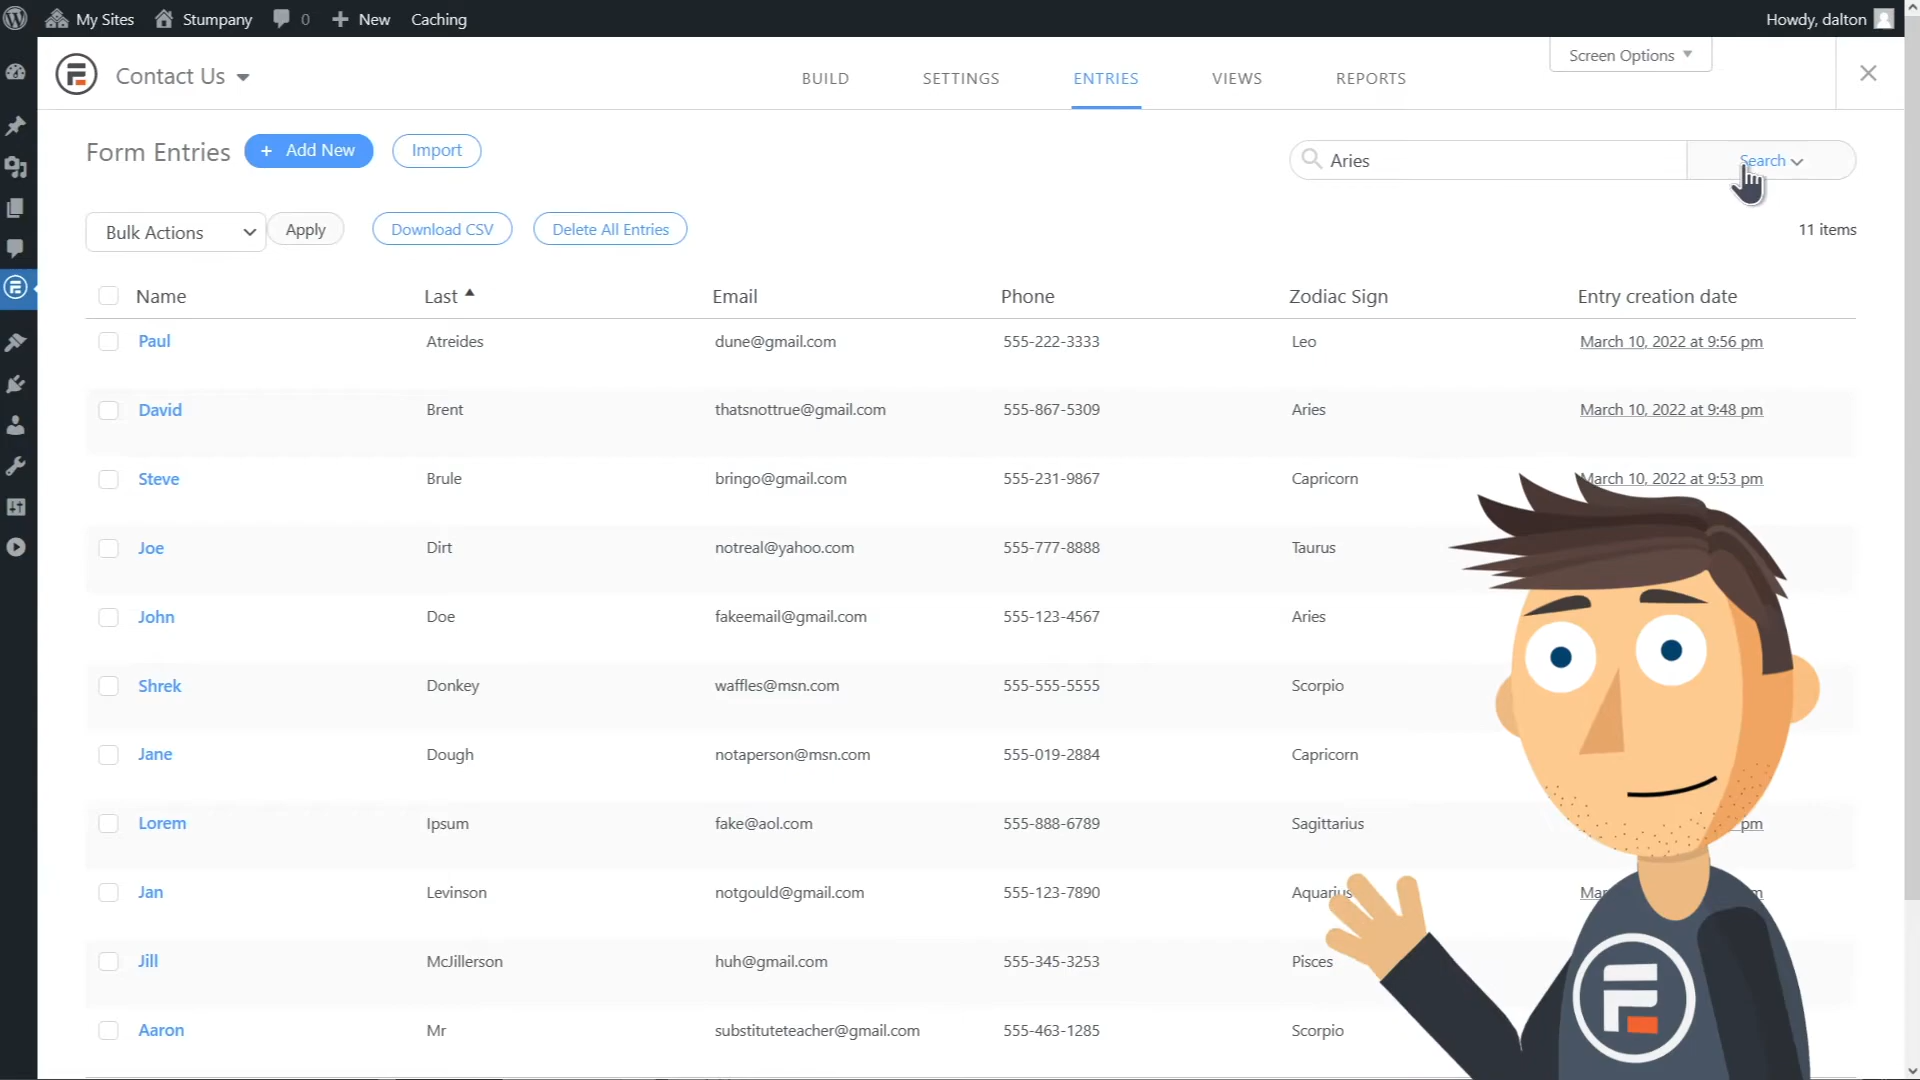 My Sites Stumpany 0 New Caching Howdy, dalton
Contact Us BUILD SETTINGS ENTRIES VIEWS REPORTS Screen Options
Form Entries + Add New Import Aries Search
Bulk Actions Apply Download CSV Delete All Entries 11 items
Name Last Email Phone Zodiac Sign Entry creation date
Paul Atreides dune@gmail.com 555-222-3333 Leo March 10, 2022 at 9:56 pm
David Brent thatsnottrue@gmail.com 555-867-5309 Aries March 10, 2022 at 9:48 pm
Steve Brule bringo@gmail.com 555-231-9867 Capricorn March 10, 2022 at 9:53 pm
Joe Dirt notreal@yahoo.com 555-777-8888 Taurus
John Doe fakeemail@gmail.com 555-123-4567 Aries
Shrek Donkey waffles@msn.com 555-555-5555 Scorpio
Jane Dough notaperson@msn.com 555-019-2884 Capricorn
Lorem Ipsum fake@aol.com 555-888-6789 Sagittarius pm
Jan Levinson notgould@gmail.com 555-123-7890 Aquarius
Jill McJillerson huh@gmail.com 555-345-3253 Pisces
Aaron Mr substituteteacher@gmail.com 555-463-1285 Scorpio